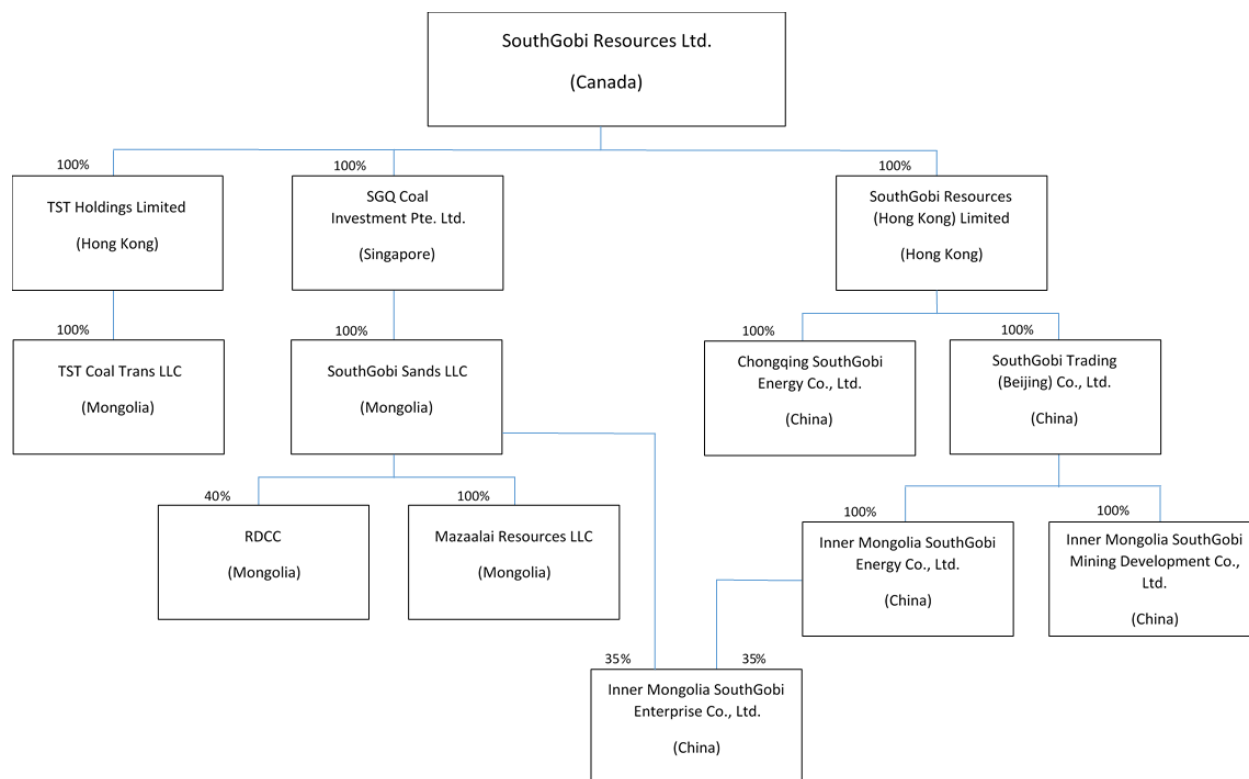 SouthGobi Resources Ltd.
(Canada)
100%
100%
100%
TST Holdings Limited
(Hong Kong)
SGQ Coal
Investment Pte. Ltd.
(Singapore)
SouthGobi Resources
(Hong Kong) Limited
(Hong Kong)
100%
100%
100%
100%
TST Coal Trans LLC
(Mongolia)
SouthGobi Sands LLC
(Mongolia)
Chongqing SouthGobi
Energy Co., Ltd.
(China)
SouthGobi Trading
(Beijing) Co., Ltd.
(China)
40%
100%
100%
100%
RDCC
(Mongolia)
Mazaalai Resources LLC
(Mongolia)
Inner Mongolia SouthGobi
Energy Co., Ltd.
(China)
Inner Mongolia SouthGobi
Mining Development Co.,
Ltd.
(China)
35%
35%
Inner Mongolia SouthGobi
Enterprise Co., Ltd.
(China)